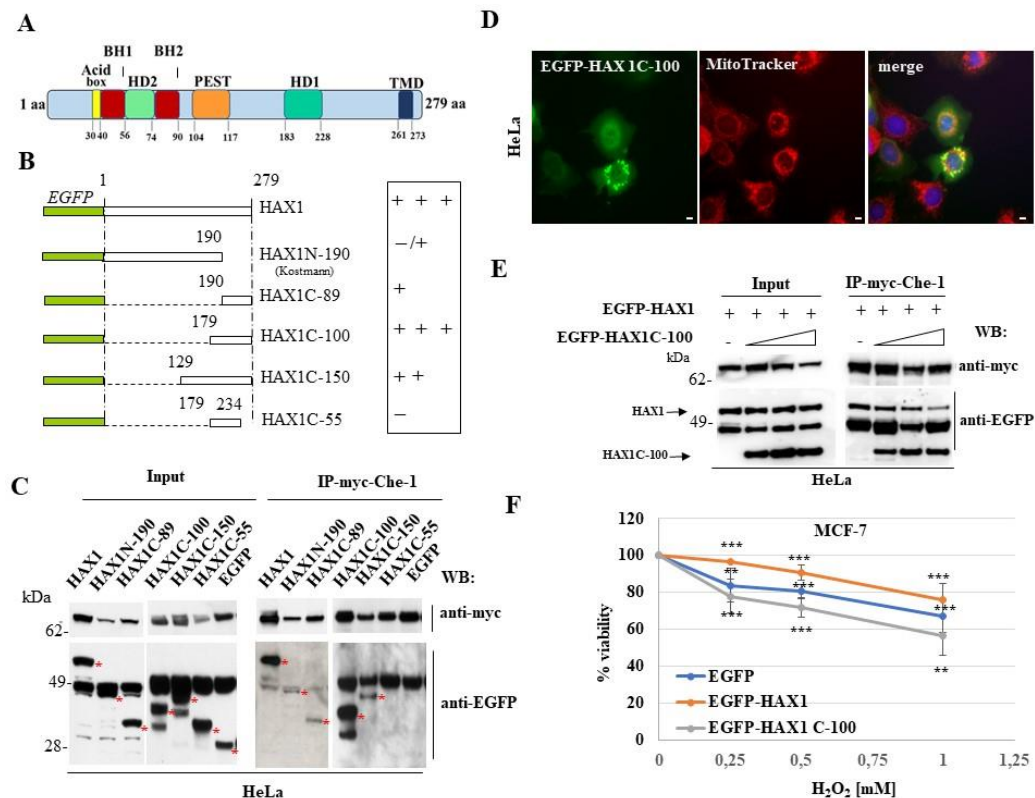 A
BH1 BH2
Acid box HD2 PEST HD1 TMD
1 aa 279 aa
30 40 56 74 90 104 117 183 228 261 273
B
1 279
EGFP
HAX1 + + +
190
HAX1N-190 −/+
(Kostmann)
190
HAX1C-89 +
179
HAX1C-100 + + +
129
HAX1C-150 + +
179 234
HAX1C-55 −
C
Input IP-myc-Che-1
HAX1 HAX1N-190 HAX1C-89 HAX1C-100 HAX1C-150 HAX1C-55 EGFP HAX1 HAX1N-190 HAX1C-89 HAX1C-100 HAX1C-150 HAX1C-55 EGFP
WB:
kDa
anti-myc
62-
49-
* * * * * * * * * * * *
anti-EGFP
28-
HeLa
D
EGFP-HAX1C-100 MitoTracker merge
HeLa
E
Input IP-myc-Che-1
EGFP-HAX1 + + + + + + + +
EGFP-HAX1C-100 - -
WB:
kDa
anti-myc
62-
HAX1
49-
anti-EGFP
HAX1C-100
HeLa
F
MCF-7
120
100
80
60
40
20
0
% viability
*** *** ***
** *** ***
*** *** **
EGFP
EGFP-HAX1
EGFP-HAX1 C-100
0 0,25 0,5 0,75 1 1,25
H₂O₂ [mM]